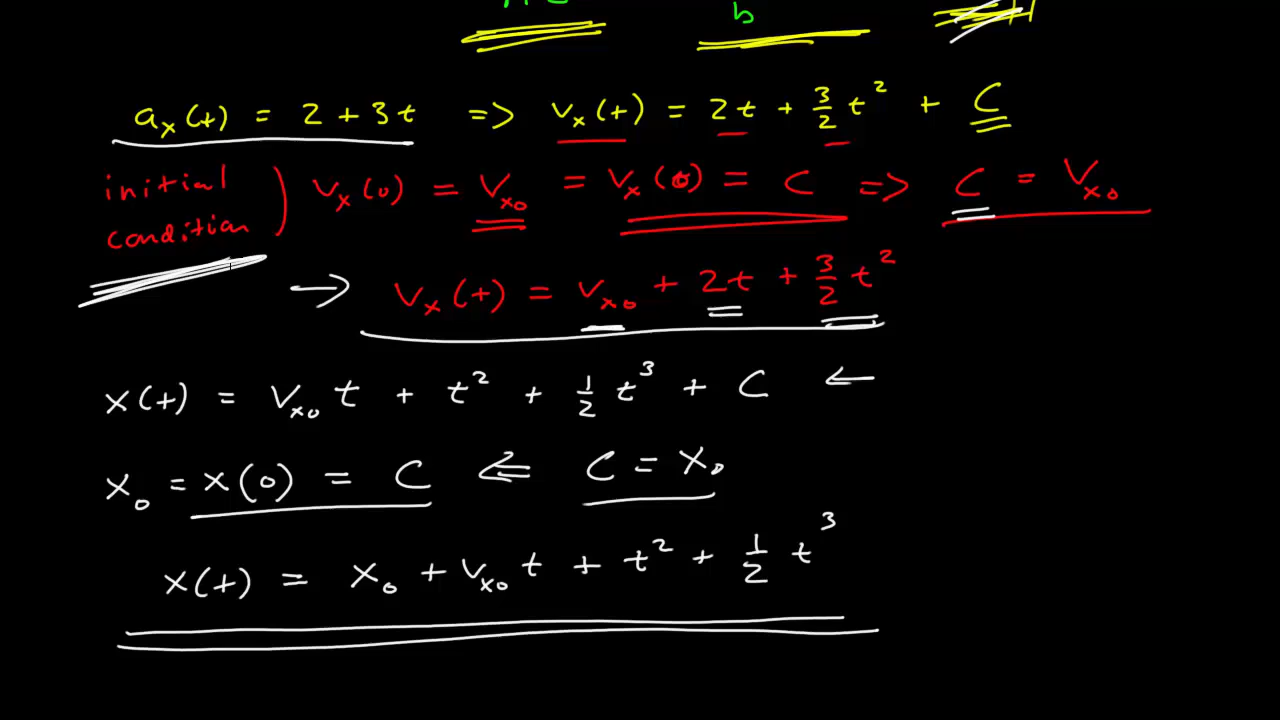 b
aₓ(t) = 2 + 3t => vₓ(t) = 2t + 3/2 t² + C
initial condition) vₓ(0) = vₓ₀ = vₓ(0) = C => C = vₓ₀
→ vₓ(t) = vₓ₀ + 2t + 3/2 t²
x(t) = vₓ₀ t + t² + 1/2 t³ + C ←
x₀ = x(0) = C ⇐ C = x₀
x(t) = x₀ + vₓ₀ t + t² + 1/2 t³